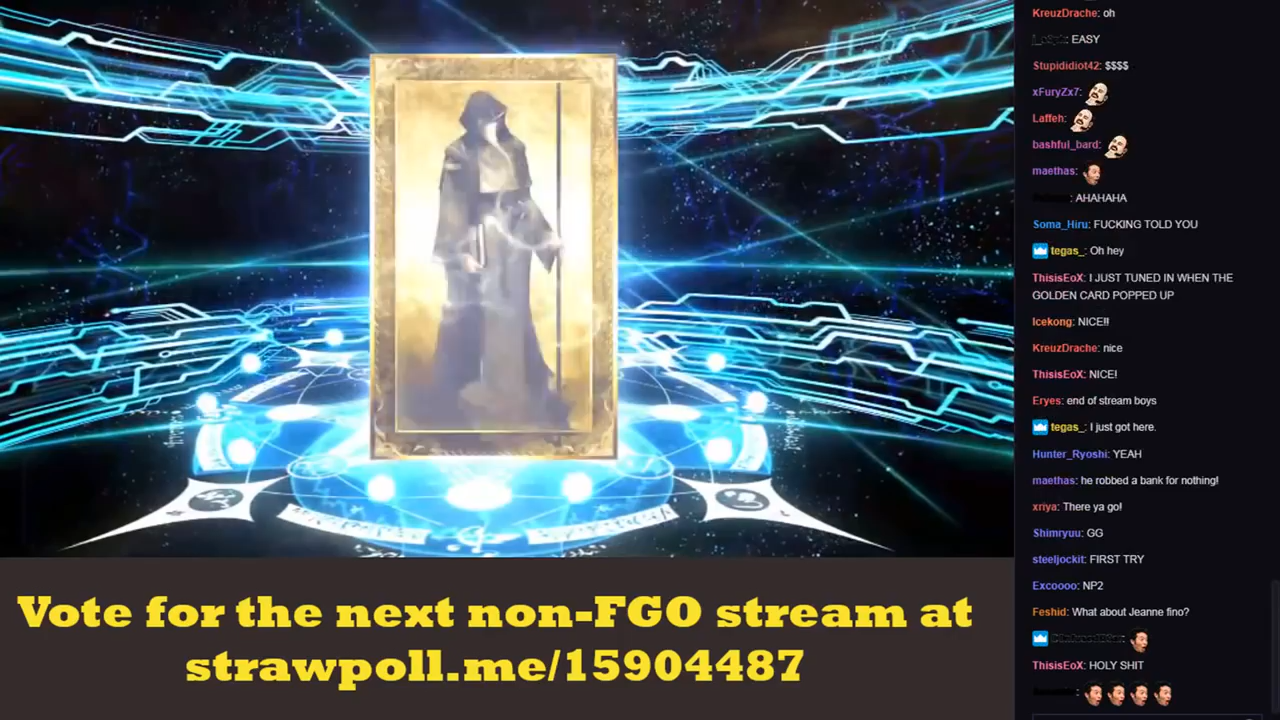 Vote for the next non-FGO stream at
strawpoll.me/15904487
KreuzDrache: oh
EASY
Stupididiot42: $$$$
xFuryZx7:
Laffeh:
bashful_bard:
maethas:
: AHAHAHA
Soma_Hiru: FUCKING TOLD YOU
tegas_: Oh hey
ThisisEoX: I JUST TUNED IN WHEN THE
GOLDEN CARD POPPED UP
Icekong: NICE!!
KreuzDrache: nice
ThisisEoX: NICE!
Eryes: end of stream boys
tegas_: I just got here.
Hunter_Ryoshi: YEAH
maethas: he robbed a bank for nothing!
xriya: There ya go!
Shimryuu: GG
steeljockit: FIRST TRY
Excoooo: NP2
Feshid: What about Jeanne fino?
ThisisEoX: HOLY SHIT